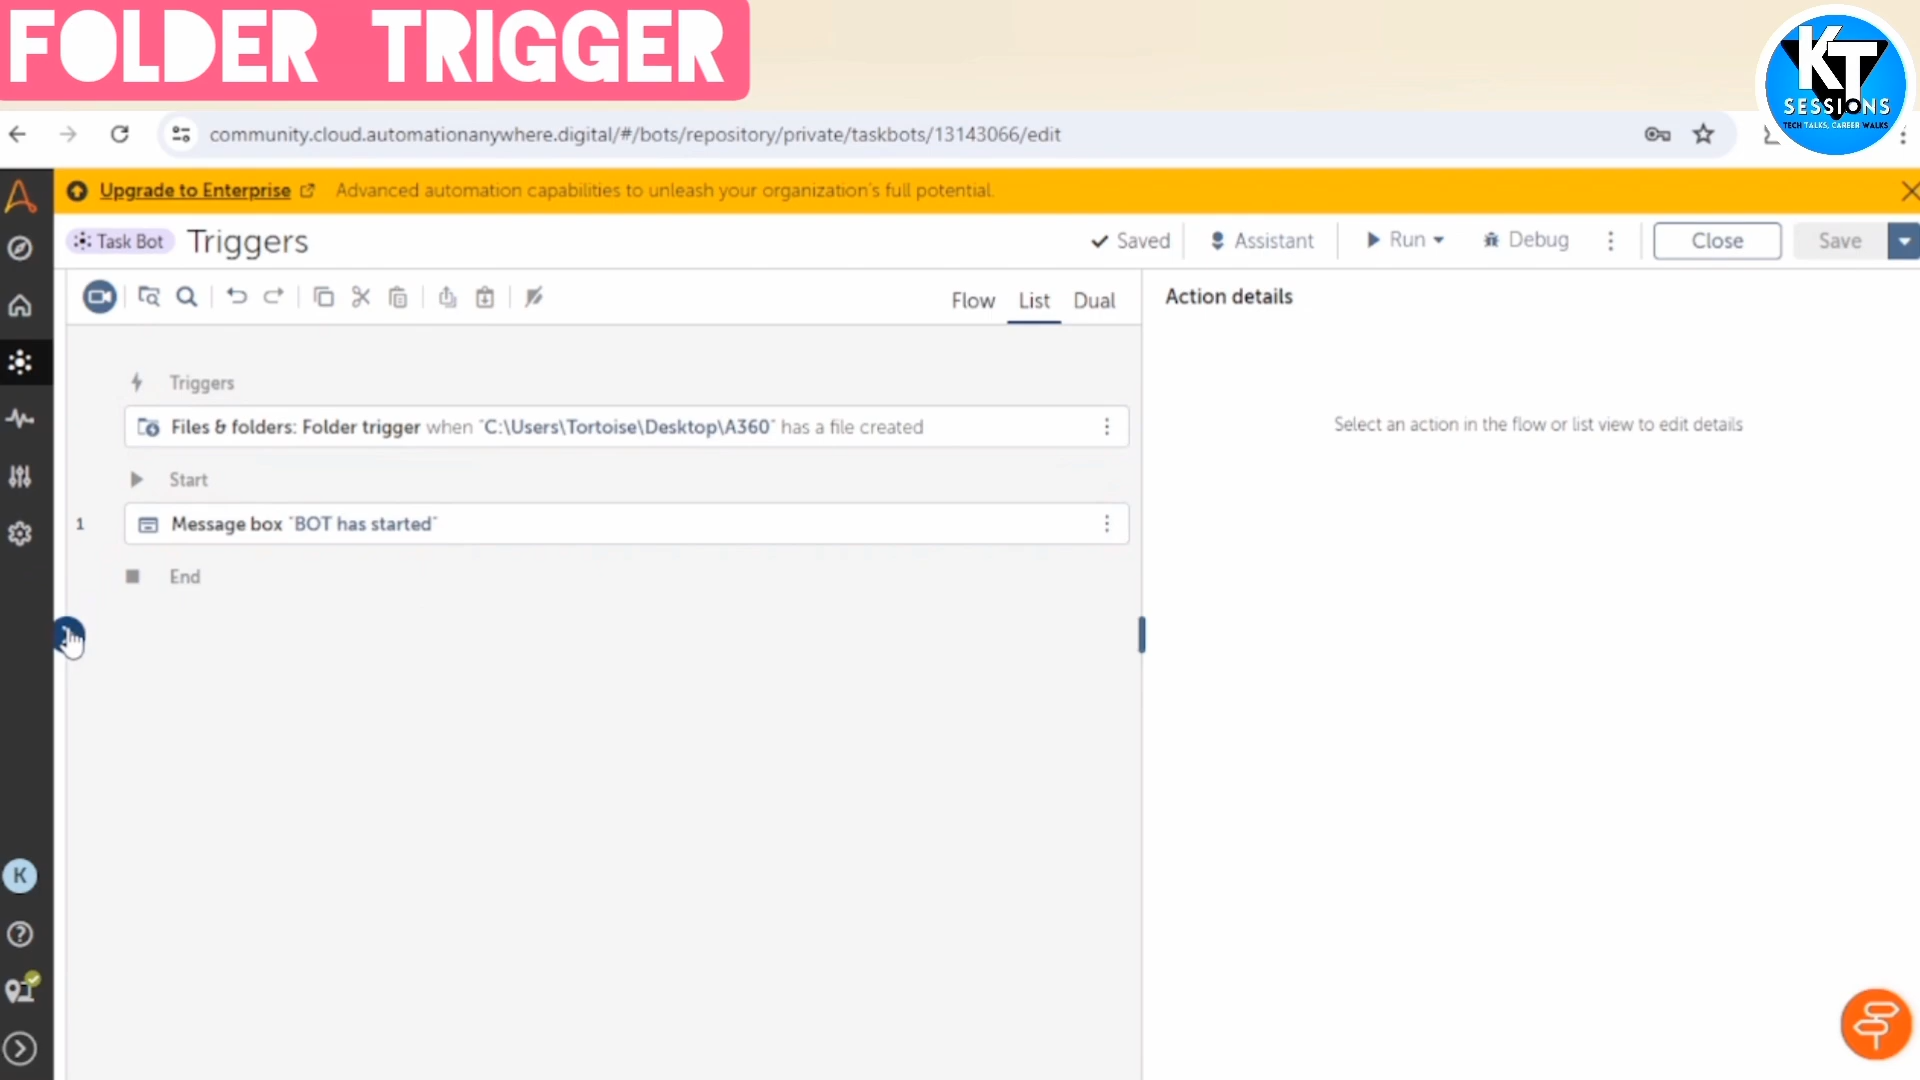 FOLDER TRIGGER
KT
SESSIONS
TECH TALKS, CAREER WALKS
community.cloud.automationanywhere.digital/#/bots/repository/private/taskbots/13143066/edit
Upgrade to Enterprise Advanced automation capabilities to unleash your organization's full potential.
Task Bot Triggers Saved Assistant Run Debug Close Save
Flow List Dual Action details
Triggers
Files & folders: Folder trigger when "C:\Users\Tortoise\Desktop\A360" has a file created
Select an action in the flow or list view to edit details
Start
1 Message box "BOT has started"
End
K